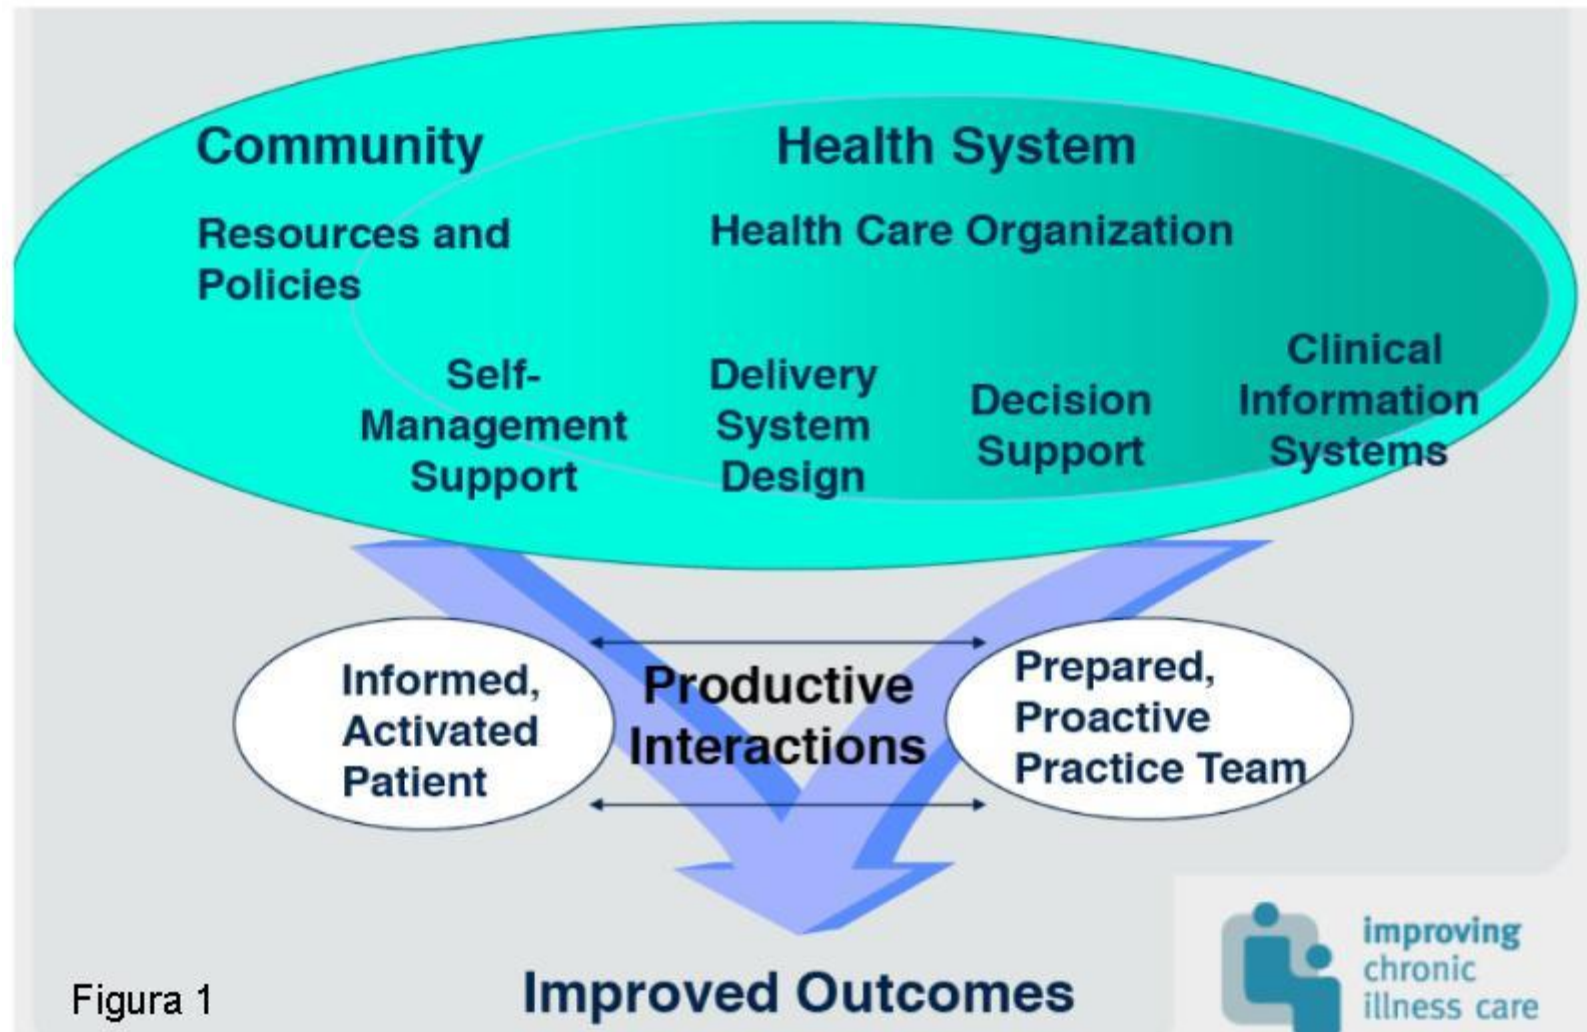 Community
Health System
Resources and
Policies
Health Care Organization
Self-
Management
Support
Delivery
System
Design
Decision
Support
Clinical
Information
Systems
Informed,
Activated
Patient
Productive
Interactions
Prepared,
Proactive
Practice Team
Improved Outcomes
Figura 1
improving
chronic
illness care